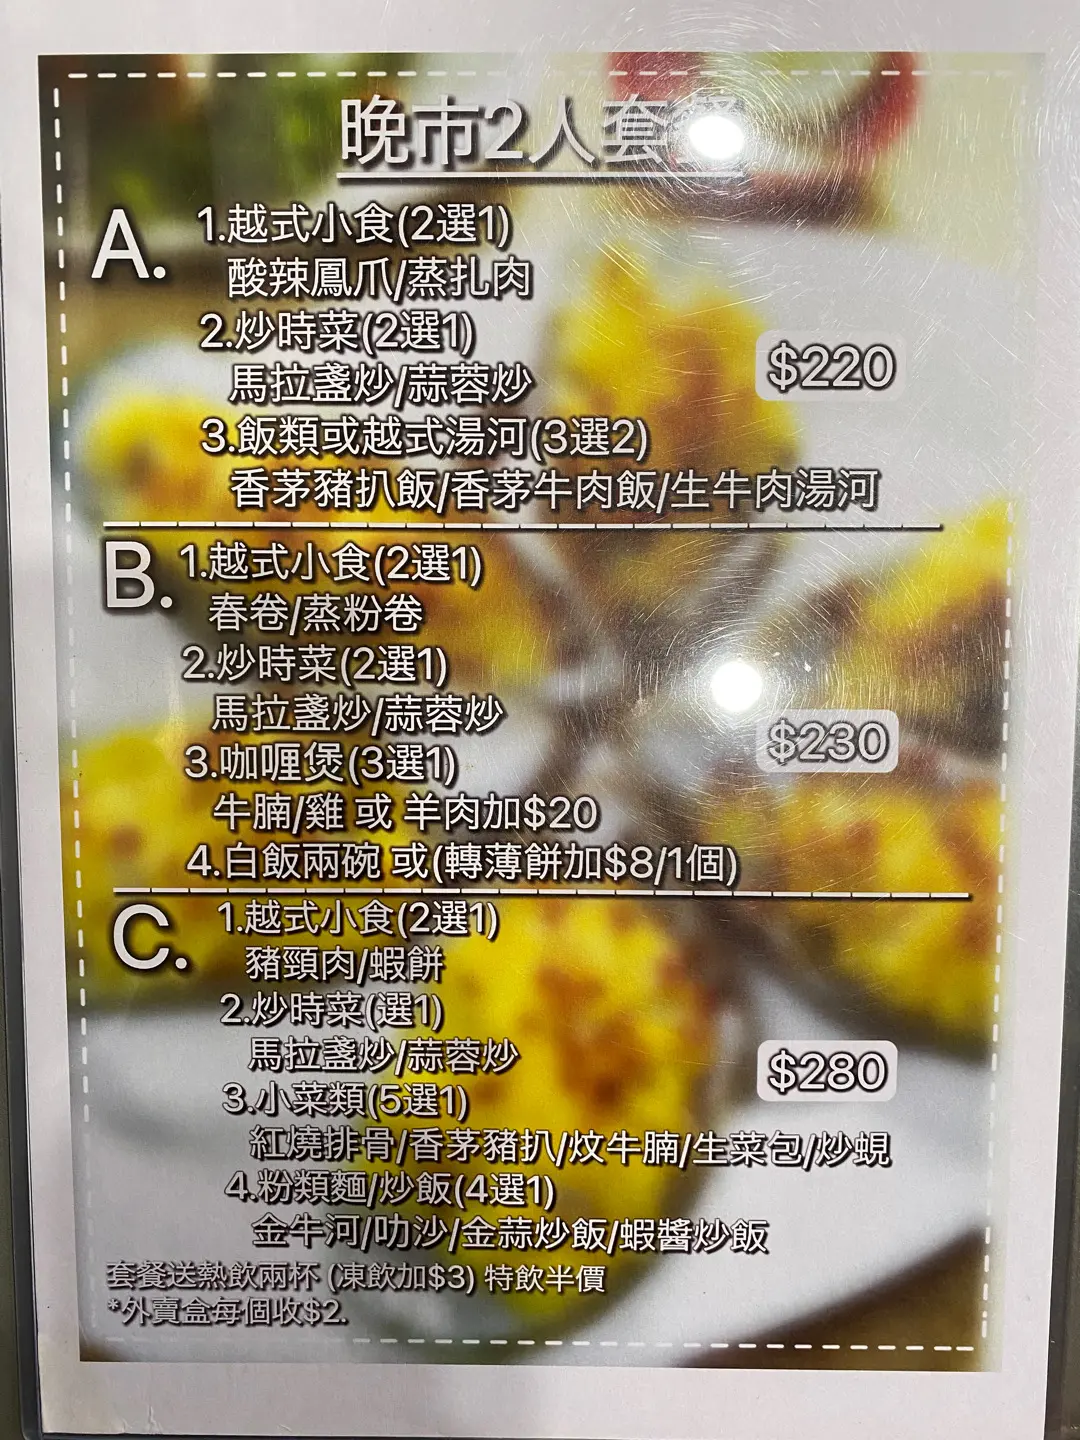 晚市2人套餐
A.
1.越式小食(2選1)
酸辣鳳爪/蒸扎肉
2.炒時菜(2選1)
馬拉盞炒/蒜蓉炒
3.飯類或越式湯河(3選2)
香茅豬扒飯/香茅牛肉飯/生牛肉湯河
$220
B.
1.越式小食(2選1)
春卷/蒸粉卷
2.炒時菜(2選1)
馬拉盞炒/蒜蓉炒
3.咖喱煲(3選1)
牛腩/雞 或 羊肉加$20
4.白飯兩碗 或(轉薄餅加$8/1個)
$230
C.
1.越式小食(2選1)
豬頸肉/蝦餅
2.炒時菜(選1)
馬拉盞炒/蒜蓉炒
3.小菜類(5選1)
紅燒排骨/香茅豬扒/炆牛腩/生菜包/炒蜆
4.粉類麵/炒飯(4選1)
金牛河/叻沙/金蒜炒飯/蝦醬炒飯
$280
套餐送熱飲兩杯 (凍飲加$3) 特飲半價
*外賣盒每個收$2.